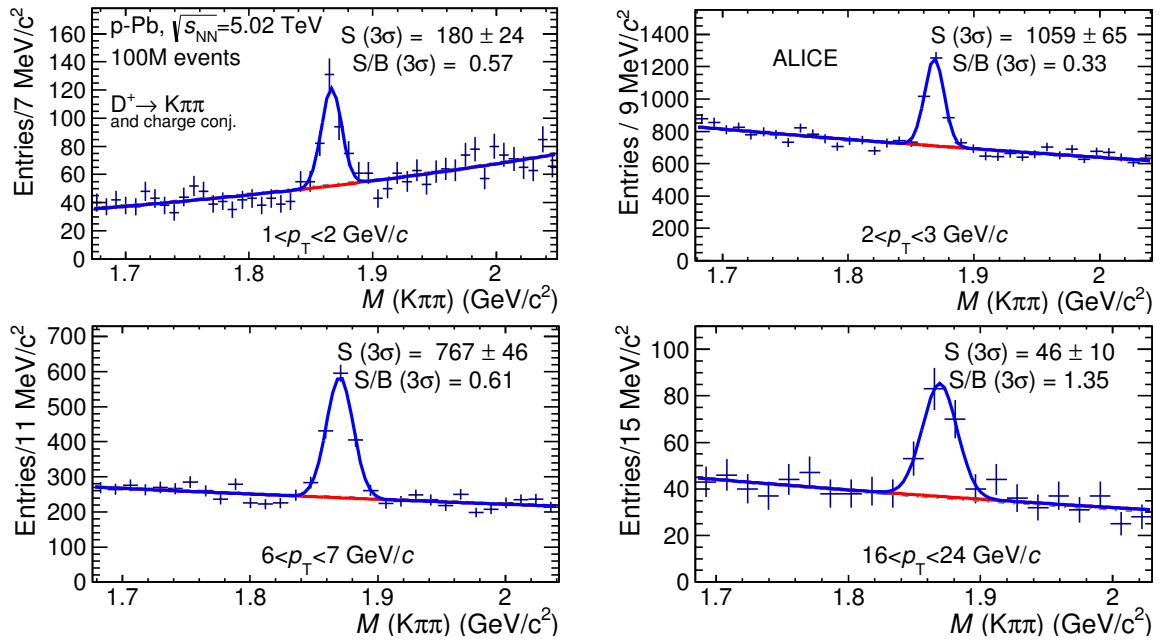 p-Pb, √s_NN=5.02 TeV
100M events
D⁺→ Kππ
and charge conj.
S (3σ) = 180 ± 24
S/B (3σ) = 0.57
1<p_T<2 GeV/c
Entries/7 MeV/c²
0 20 40 60 80 100 120 140 160
1.7 1.8 1.9 2
M (Kππ) (GeV/c²)
ALICE
S (3σ) = 1059 ± 65
S/B (3σ) = 0.33
2<p_T<3 GeV/c
Entries / 9 MeV/c²
0 200 400 600 800 1000 1200 1400
1.7 1.8 1.9 2
M (Kππ) (GeV/c²)
S (3σ) = 767 ± 46
S/B (3σ) = 0.61
6<p_T<7 GeV/c
Entries/11 MeV/c²
0 100 200 300 400 500 600 700
1.7 1.8 1.9 2
M (Kππ) (GeV/c²)
S (3σ) = 46 ± 10
S/B (3σ) = 1.35
16<p_T<24 GeV/c
Entries/15 MeV/c²
0 20 40 60 80 100
1.7 1.8 1.9 2
M (Kππ) (GeV/c²)